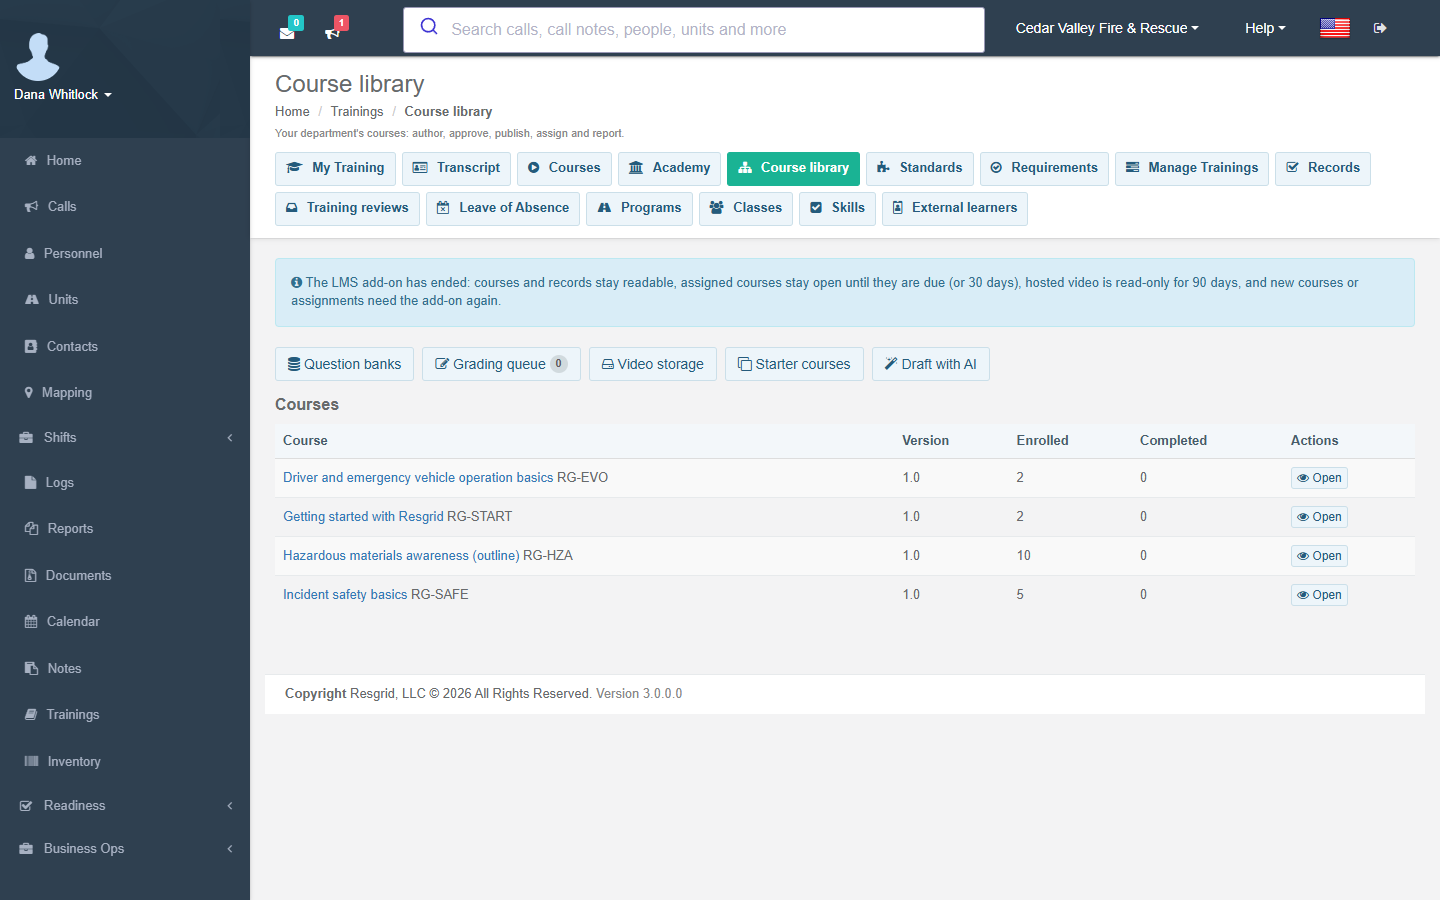 0
1
Search calls, call notes, people, units and more
Cedar Valley Fire & Rescue
Help
Dana Whitlock
Home
Calls
Personnel
Units
Contacts
Mapping
Shifts
Logs
Reports
Documents
Calendar
Notes
Trainings
Inventory
Readiness
Business Ops
Course library
Home / Trainings / Course library
Your department's courses: author, approve, publish, assign and report.
My Training Transcript Courses Academy Course library Standards Requirements Manage Trainings Records
Training reviews Leave of Absence Programs Classes Skills External learners
The LMS add-on has ended: courses and records stay readable, assigned courses stay open until they are due (or 30 days), hosted video is read-only for 90 days, and new courses or
assignments need the add-on again.
Question banks Grading queue 0 Video storage Starter courses Draft with AI
Courses
Course Version Enrolled Completed Actions
Driver and emergency vehicle operation basics RG-EVO 1.0 2 0 Open
Getting started with Resgrid RG-START 1.0 2 0 Open
Hazardous materials awareness (outline) RG-HZA 1.0 10 0 Open
Incident safety basics RG-SAFE 1.0 5 0 Open
Copyright Resgrid, LLC © 2026 All Rights Reserved. Version 3.0.0.0